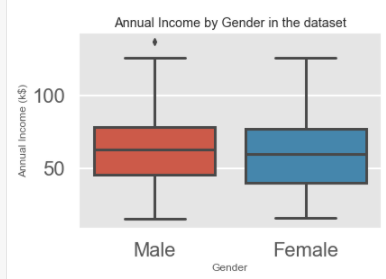 Annual Income by Gender in the dataset
Annual Income (k$)
100
50
Male
Female
Gender